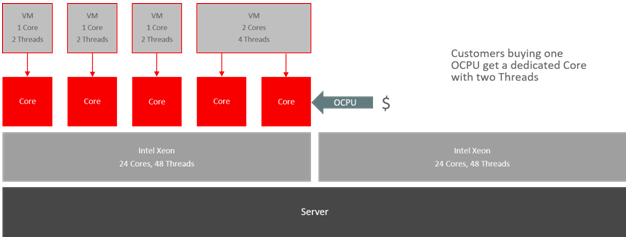 VM
1 Core
2 Threads
VM
1 Core
2 Threads
VM
1 Core
2 Threads
VM
2 Cores
4 Threads
Customers buying one
OCPU get a dedicated Core
with two Threads
Core
Core
Core
Core
Core
OCPU
$
Intel Xeon
24 Cores, 48 Threads
Intel Xeon
24 Cores, 48 Threads
Server